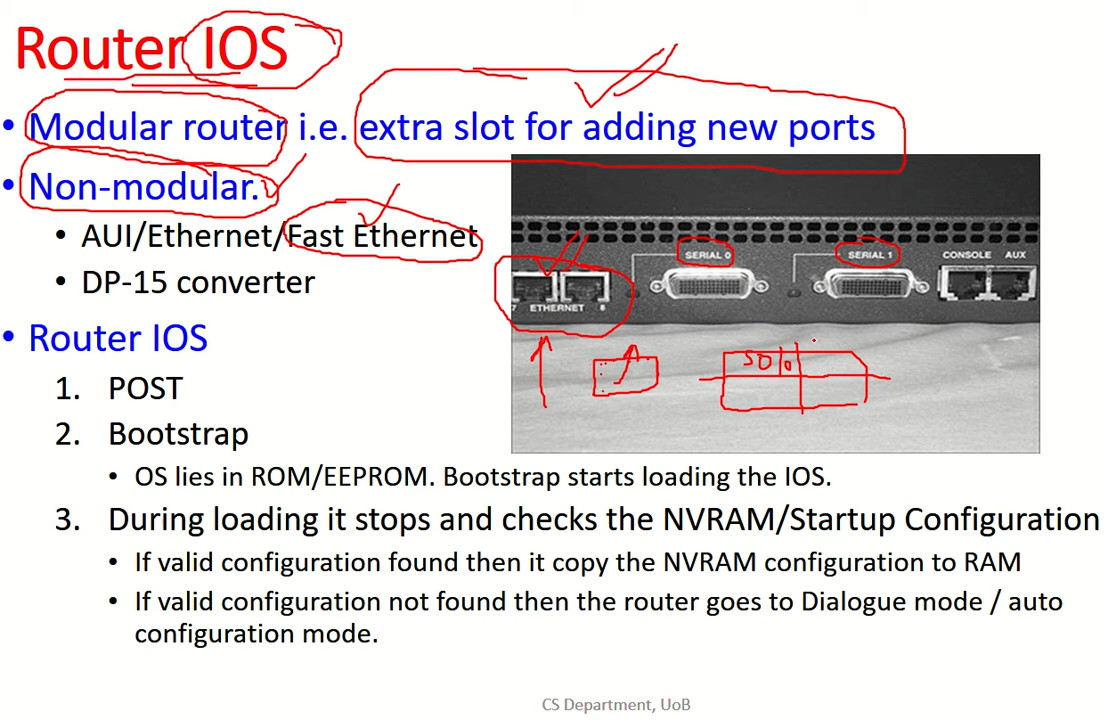 Router IOS
• Modular router i.e. extra slot for adding new ports
• Non-modular.
• AUI/Ethernet/Fast Ethernet
• DP-15 converter
SERIAL 0
SERIAL 1
CONSOLE AUX
7 ETHERNET 8
• Router IOS
1. POST
2. Bootstrap
• OS lies in ROM/EEPROM. Bootstrap starts loading the IOS.
3. During loading it stops and checks the NVRAM/Startup Configuration
• If valid configuration found then it copy the NVRAM configuration to RAM
• If valid configuration not found then the router goes to Dialogue mode / auto
configuration mode.
CS Department, UoB